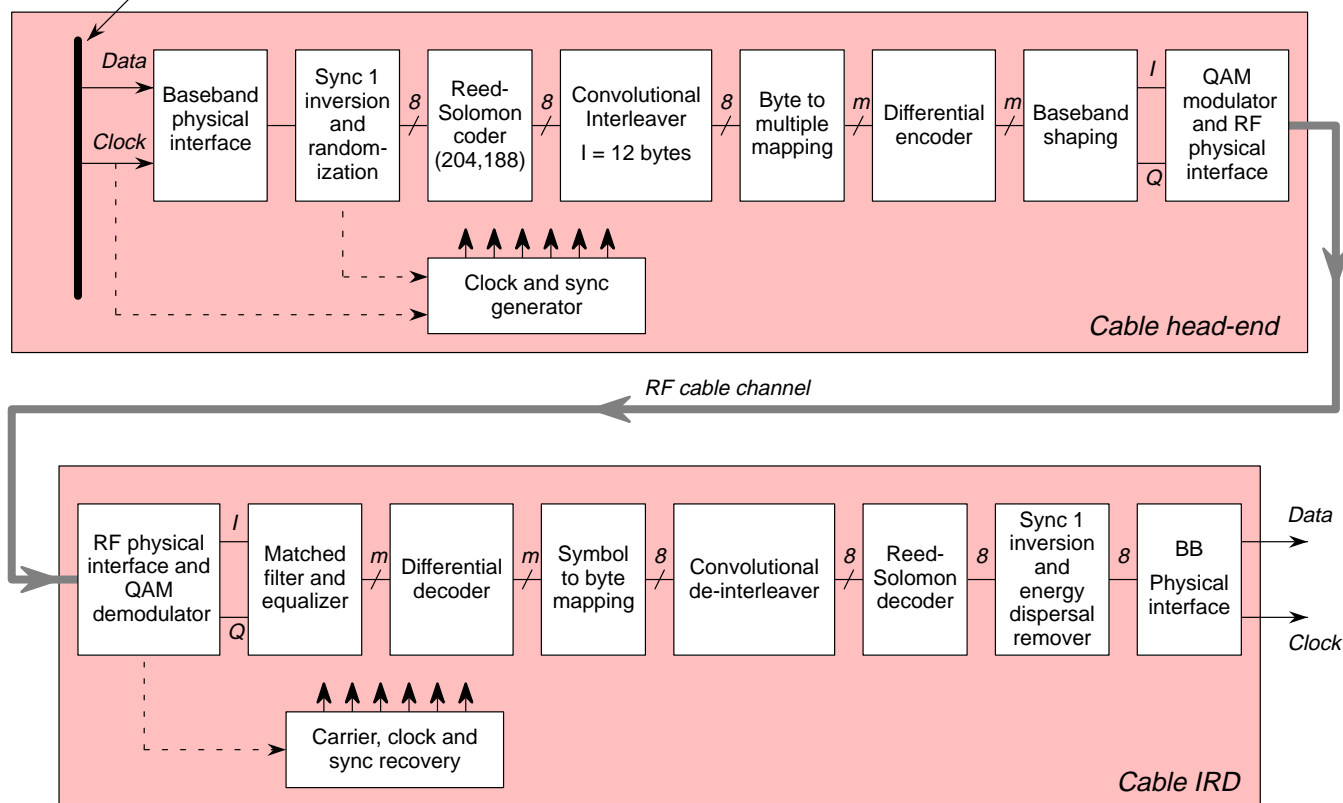 Data
Clock
Baseband
physical
interface
Sync 1
inversion
and
random-
ization
8
Reed-
Solomon
coder
(204,188)
8
Convolutional
Interleaver
I = 12 bytes
8
Byte to
multiple
mapping
m
Differential
encoder
m
Baseband
shaping
I
Q
QAM
modulator
and RF
physical
interface
Clock and sync
generator
Cable head-end
RF cable channel
RF physical
interface and
QAM
demodulator
I
Q
Matched
filter and
equalizer
m
Differential
decoder
m
Symbol
to byte
mapping
8
Convolutional
de-interleaver
8
Reed-
Solomon
decoder
8
Sync 1
inversion
and
energy
dispersal
remover
8
BB
Physical
interface
Data
Clock
Carrier, clock and
sync recovery
Cable IRD